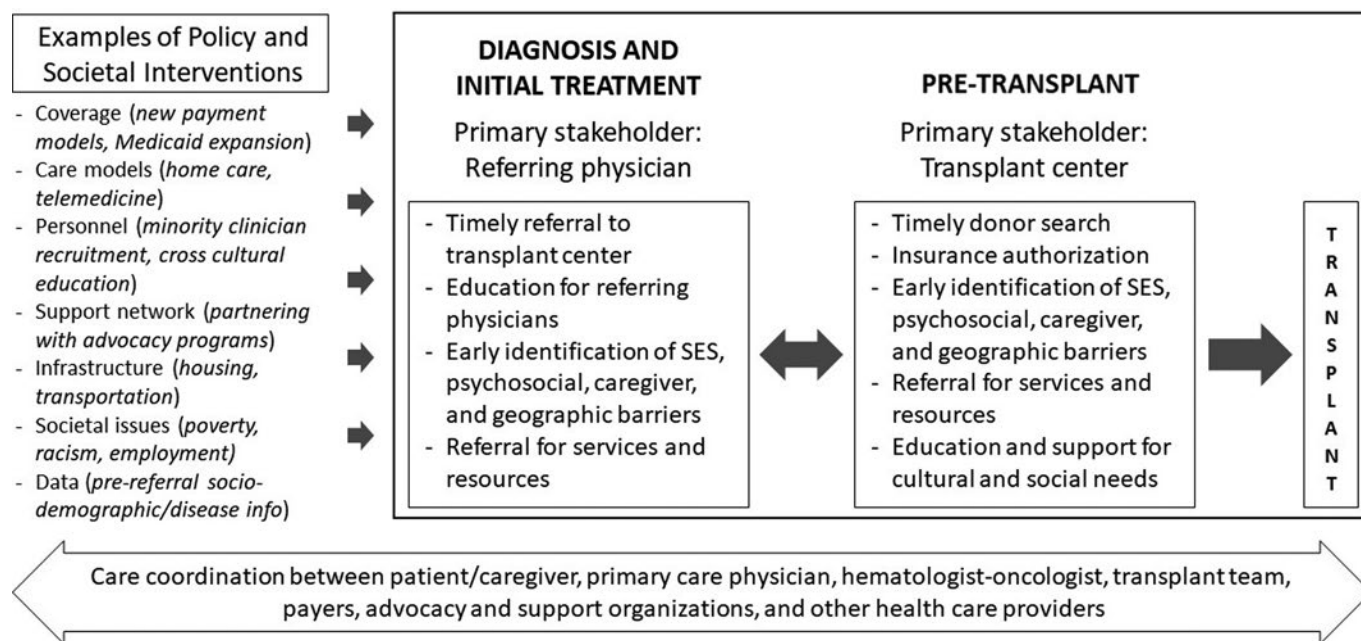 Examples of Policy and
Societal Interventions
- Coverage (new payment
models, Medicaid expansion)
- Care models (home care,
telemedicine)
- Personnel (minority clinician
recruitment, cross cultural
education)
- Support network (partnering
with advocacy programs)
- Infrastructure (housing,
transportation)
- Societal issues (poverty,
racism, employment)
- Data (pre-referral socio-
demographic/disease info)
DIAGNOSIS AND
INITIAL TREATMENT
Primary stakeholder:
Referring physician
- Timely referral to
transplant center
- Education for referring
physicians
- Early identification of SES,
psychosocial, caregiver,
and geographic barriers
- Referral for services and
resources
PRE-TRANSPLANT
Primary stakeholder:
Transplant center
- Timely donor search
- Insurance authorization
- Early identification of SES,
psychosocial, caregiver,
and geographic barriers
- Referral for services and
resources
- Education and support for
cultural and social needs
TRANSPLANT
Care coordination between patient/caregiver, primary care physician, hematologist-oncologist, transplant team,
payers, advocacy and support organizations, and other health care providers